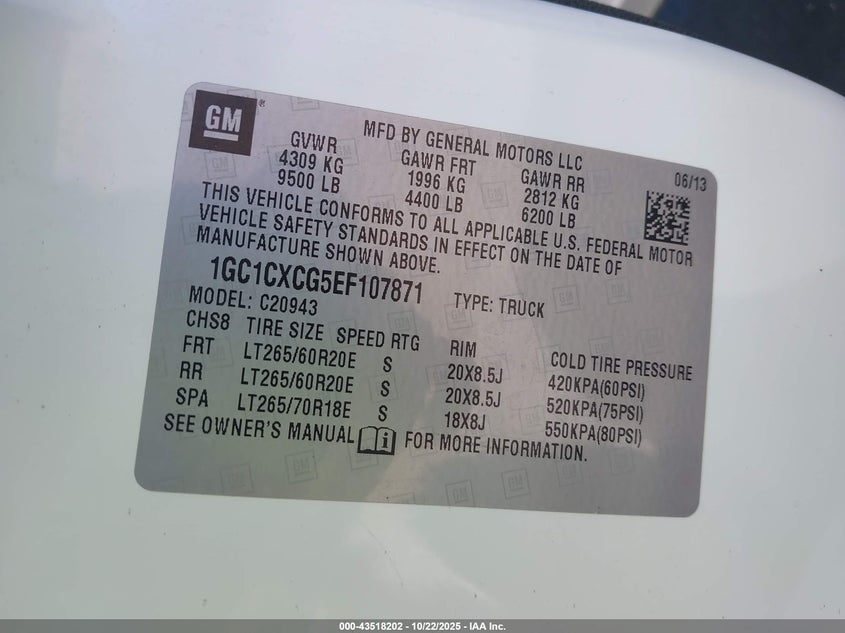 GM ®
MFD BY GENERAL MOTORS LLC
06/13
GVWR GAWR FRT GAWR RR
4309 KG 1996 KG 2812 KG
9500 LB 4400 LB 6200 LB
THIS VEHICLE CONFORMS TO ALL APPLICABLE U.S. FEDERAL MOTOR
VEHICLE SAFETY STANDARDS IN EFFECT ON THE DATE OF
MANUFACTURE SHOWN ABOVE.
1GC1CXCG5EF107871 TYPE: TRUCK
MODEL: C20943
CHS8 TIRE SIZE SPEED RTG RIM COLD TIRE PRESSURE
FRT LT265/60R20E S 20X8.5J 420KPA(60PSI)
RR LT265/60R20E S 20X8.5J 520KPA(75PSI)
SPA LT265/70R18E S 18X8J 550KPA(80PSI)
SEE OWNER'S MANUAL i FOR MORE INFORMATION.
000-43518202 - 10/22/2025 - IAA Inc.